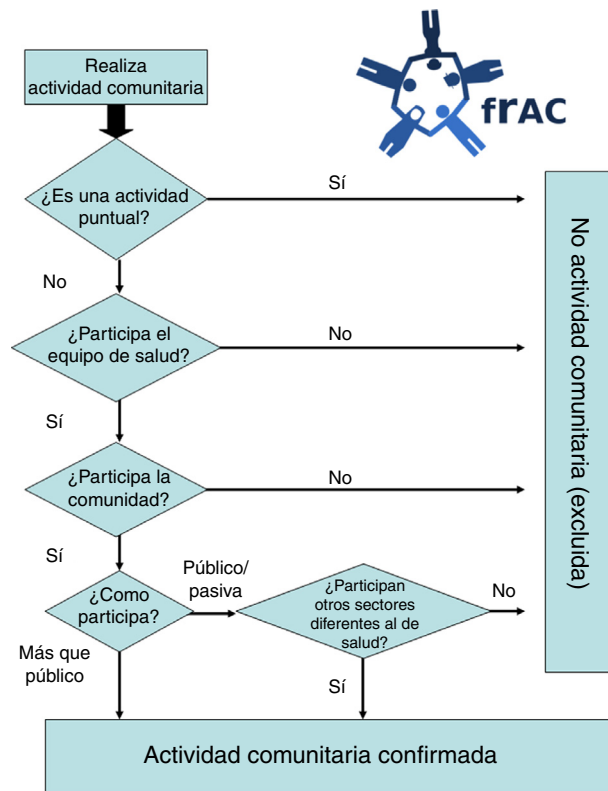 Realiza
actividad comunitaria
frAC
¿Es una actividad
puntual?
Sí
No
¿Participa el
equipo de salud?
No
Sí
¿Participa la
comunidad?
No
Sí
¿Como
participa?
Público/
pasiva
¿Participan
otros sectores
diferentes al de
salud?
No
Más que
público
Sí
No actividad
comunitaria (excluida)
Actividad comunitaria confirmada